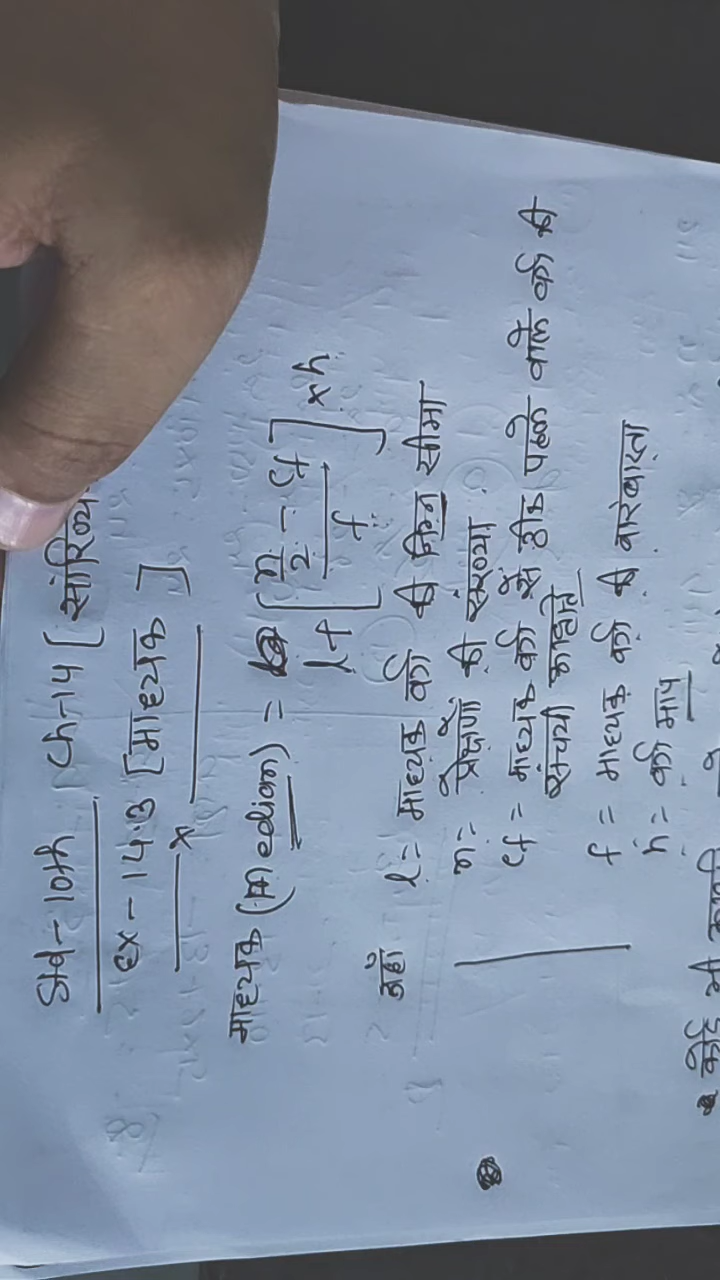 Std - 10th Ch-14 [ सांख्यि
Ex - 14.3 [माध्यक]
x
माध्यक (Median) = l+ [ n/2 - cf / f ] xh
जहाँ l = माध्यक वर्ग की निम्न सीमा
n = प्रेक्षणों की संख्या
cf = माध्यक वर्ग से ठीक पहले वाले वर्ग की
संचयी
f = माध्यक वर्ग की बारंबारता
h = वर्ग माप